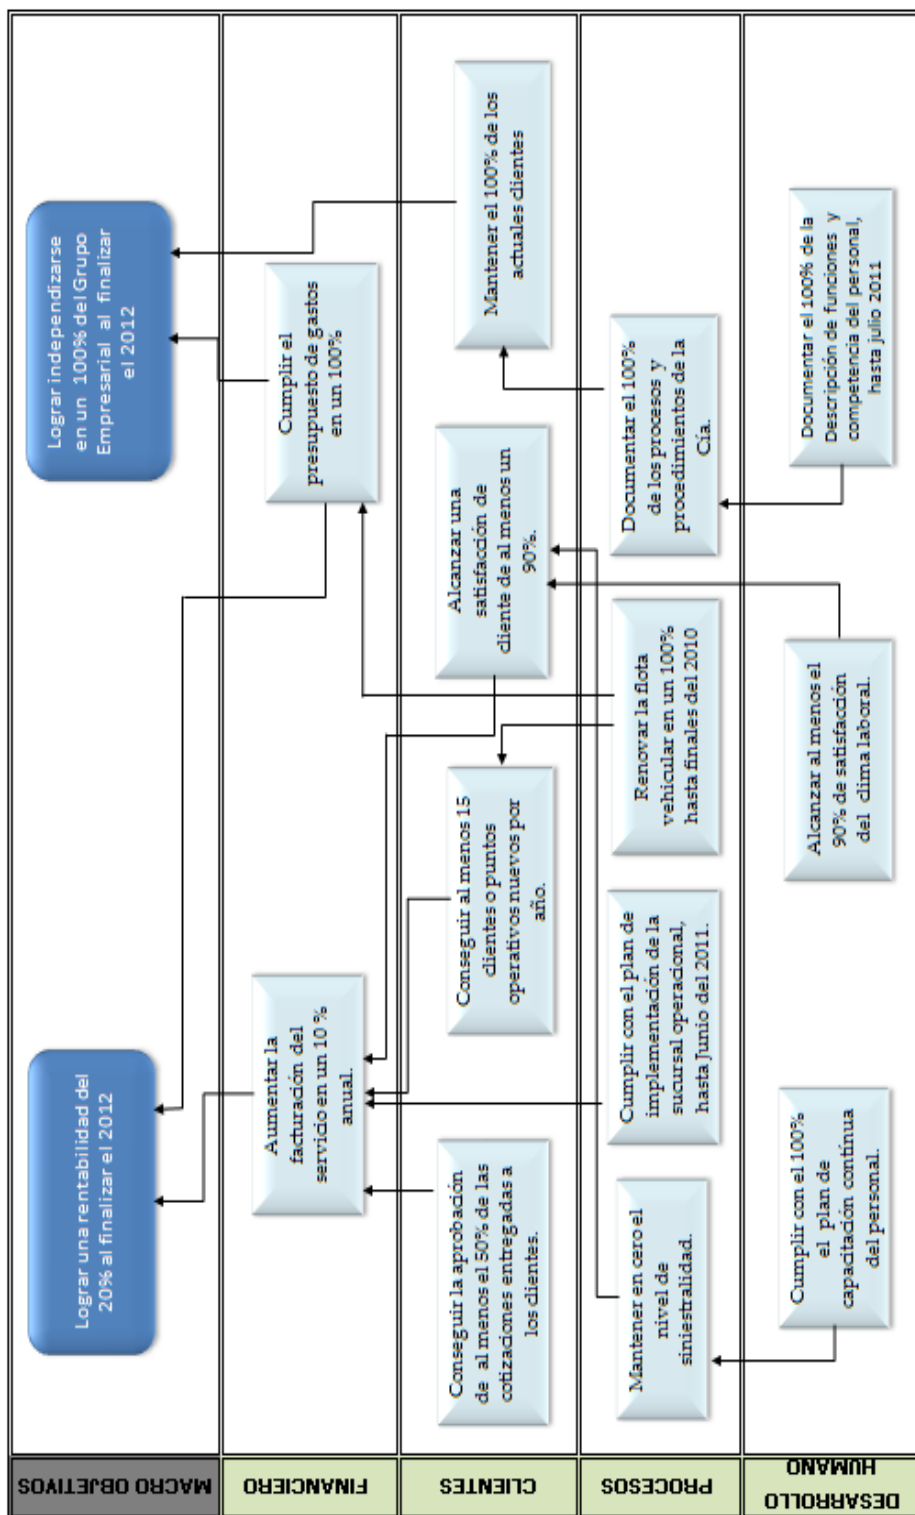 MACRO OBJETIVOS
Lograr una rentabilidad del
20% al finalizar el 2012
Lograr independizarse
en un 100% del Grupo
Empresarial al finalizar
el 2012
FINANCIERO
Aumentar la
facturación del
servicio en un 10 %
anual.
Cumplir el
presupuesto de gastos
en un 100%
CLIENTES
Conseguir la aprobación
de al menos el 50% de las
cotizaciones entregadas a
los clientes.
Conseguir al menos 15
clientes o puntos
operativos nuevos por
año.
Alcanzar una
satisfacción de
cliente de al menos un
90%.
Mantener el 100% de los
actuales clientes
PROCESOS
Mantener en cero el
nivel de
siniestralidad.
Cumplir con el plan de
implementación de la
sucursal operacional,
hasta Junio del 2011.
Renovar la flota
vehicular en un 100%
hasta finales del 2010
Documentar el 100%
de los procesos y
procedimientos de la
Cía.
DESARROLLO
HUMANO
Cumplir con el 100%
el plan de
capacitación contínua
del personal.
Alcanzar al menos el
90% de satisfacción
del clima laboral.
Documentar el 100% de la
Descripción de funciones y
competencia del personal,
hasta julio 2011